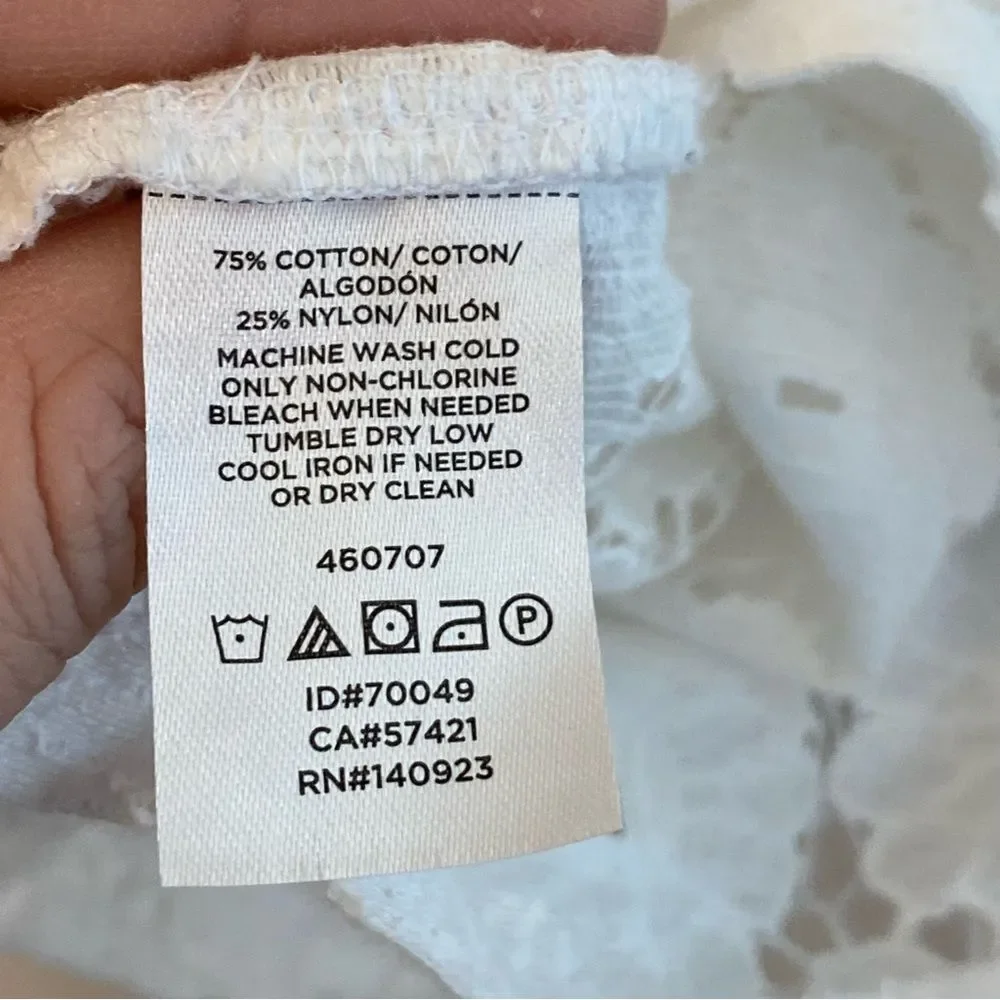 75% COTTON/ COTON/
ALGODÓN
25% NYLON/ NILÓN
MACHINE WASH COLD
ONLY NON-CHLORINE
BLEACH WHEN NEEDED
TUMBLE DRY LOW
COOL IRON IF NEEDED
OR DRY CLEAN
460707
P
ID#70049
CA#57421
RN#140923